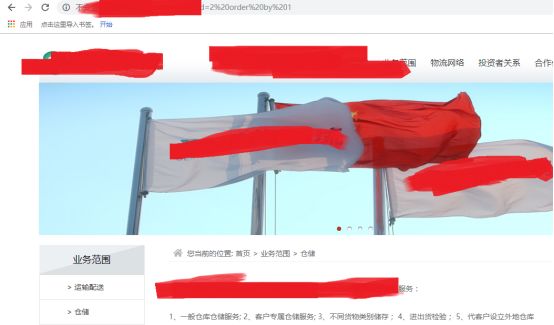 d=2%20order%20by%201
应用 点击这里导入书签。 开始
业务范围 物流网络 投资者关系 合作
您当前的位置: 首页 > 业务范围 > 仓储
业务范围
> 运输配送
> 仓储
服务：
1、一般仓库仓储服务; 2、客户专属仓储服务; 3、不同货物类别储存； 4、进出货检验； 5、代客户设立外地仓库